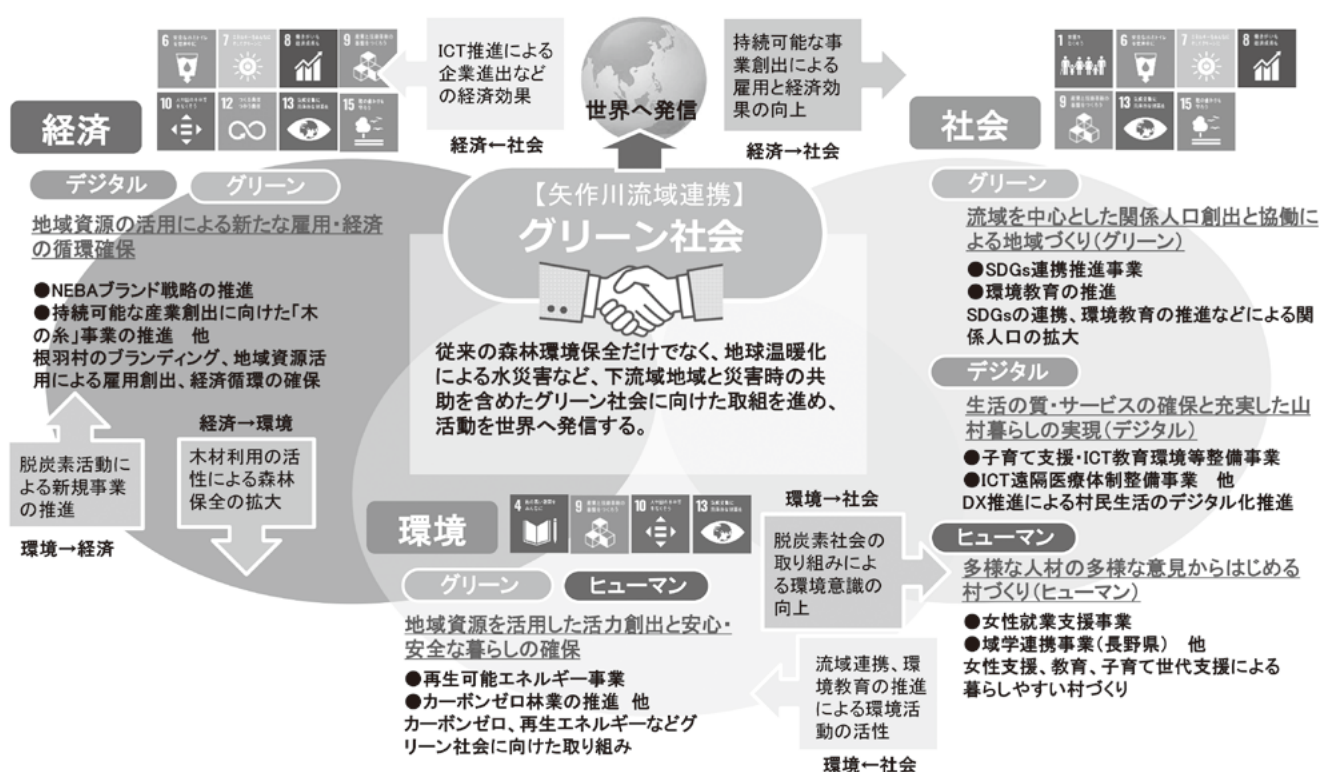 6
7
8
9
10
12
13
15
経済
ICT推進による
企業進出など
の経済効果
経済←社会
世界へ発信
持続可能な事
業創出による
雇用と経済効
果の向上
経済→社会
1
6
7
8
9
13
15
社会
【矢作川流域連携】
グリーン社会
従来の森林環境保全だけでなく、地球温暖化
による水災害など、下流域地域と災害時の共
助を含めたグリーン社会に向けた取組を進め、
活動を世界へ発信する。
デジタル
グリーン
地域資源の活用による新たな雇用・経済
の循環確保
●NEBAブランド戦略の推進
●持続可能な産業創出に向けた「木
の糸」事業の推進 他
根羽村のブランディング、地域資源活
用による雇用創出、経済循環の確保
脱炭素活動に
よる新規事業
の推進
環境→経済
経済→環境
木材利用の活
性による森林
保全の拡大
グリーン
流域を中心とした関係人口創出と協働に
よる地域づくり(グリーン)
●SDGs連携推進事業
●環境教育の推進
SDGsの連携、環境教育の推進などによる関
係人口の拡大
デジタル
生活の質・サービスの確保と充実した山
村暮らしの実現(デジタル)
●子育て支援・ICT教育環境等整備事業
●ICT遠隔医療体制整備事業 他
DX推進による村民生活のデジタル化推進
ヒューマン
多様な人材の多様な意見からはじめる
村づくり(ヒューマン)
●女性就業支援事業
●域学連携事業(長野県) 他
女性支援、教育、子育て世代支援による
暮らしやすい村づくり
環境
4
9
10
13
グリーン
ヒューマン
地域資源を活用した活力創出と安心・
安全な暮らしの確保
●再生可能エネルギー事業
●カーボンゼロ林業の推進 他
カーボンゼロ、再生エネルギーなどグ
リーン社会に向けた取り組み
環境→社会
脱炭素社会の
取り組みによ
る環境意識の
向上
流域連携、環
境教育の推進
による環境活
動の活性
環境←社会